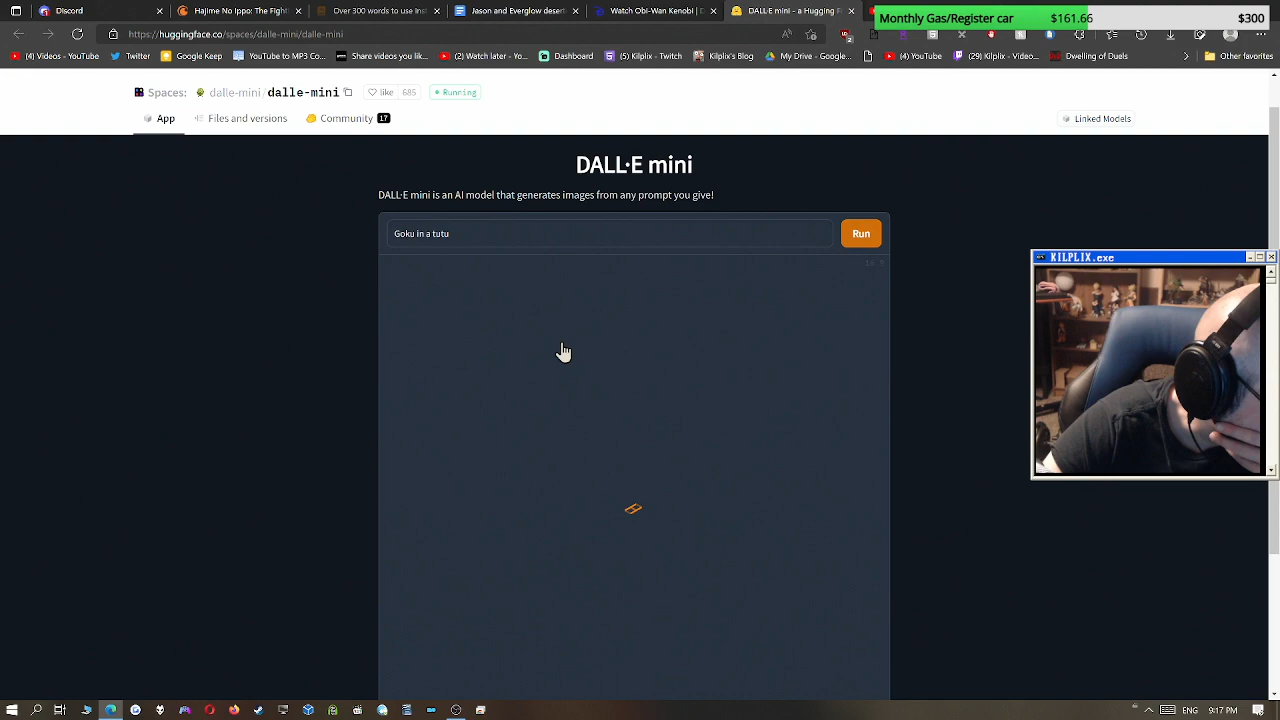 Discord
Hajime No Ippo The Fighti
Over 300 words to use Inst
Jason and Everglow desert
Watch Obi-Wan Kenobi | D
DALL·E mini - a Hugging F
Monthly Gas/Register car $161.66 $300
https://huggingface.co/spaces/dalle-mini/dalle-mini
(4) Videos - YouTube
Twitter
Google Keep
YouTube to MP3 Co...
Use this videos for lik...
(2) Watch later - Yo...
Dashboard
(5) Kilplix - YouTube
Kilplix's Blog
My Drive - Google...
(4) YouTube
(29) Kilplix - Video...
Dwelling of Duels
Other favorites
Spaces: dalle-mini/dalle-mini like 685 Running
App Files and versions Community 17 Linked Models
DALL·E mini
DALL·E mini is an AI model that generates images from any prompt you give!
Goku in a tutu Run
KILPLIX.exe
9:17 PM